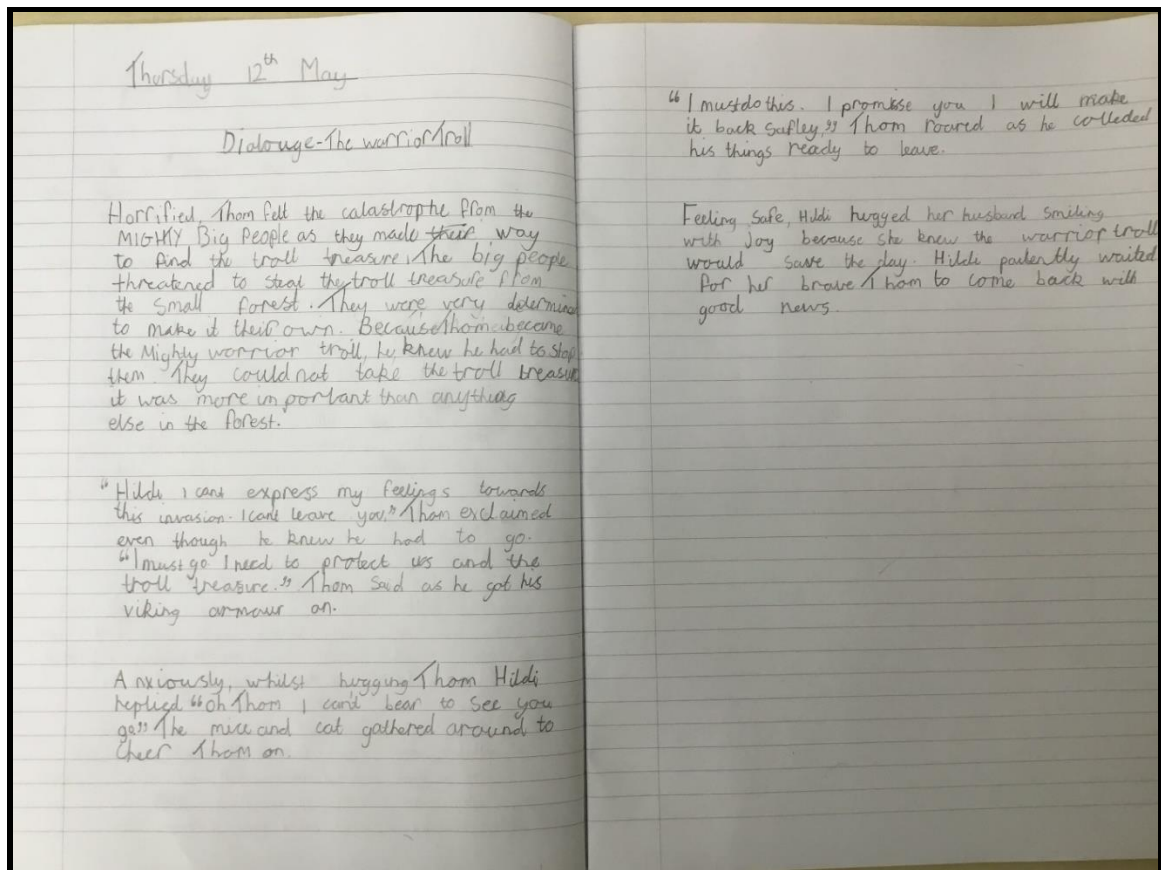 Thursday 12th May
Dialouge-The warrior Troll
Horrified, Thom felt the catastrophe from the
MIGHtY Big People as they made their way
to find the troll treasure. The big people
threatened to steal the troll treasure from
the small forest. They were very determined
to make it their own. Because Thom became
the Mighty worrior troll, he knew he had to stop
them. They could not take the troll treasure
it was more important than anything
else in the forest.
"Hildi I cant express my feelings towards
this invasion. I cant leave you." Thom exclaimed
even though he knew he had to go.
"I must go I need to protect us and the
troll treasure." Thom said as he got his
viking armour on.
Anxiously, whilst hugging Thom Hildi
replied "oh Thom I can't bear to see you
go" The mice and cat gathered around to
cheer Thom on.
"I must do this. I promisse you I will make
it back safley," Thom roared as he colleded
his things ready to leave.
Feeling safe, Hildi hugged her husband smiling
with joy because she knew the warrior troll
would save the day. Hildi patently waited
for her brave Thom to come back with
good news.